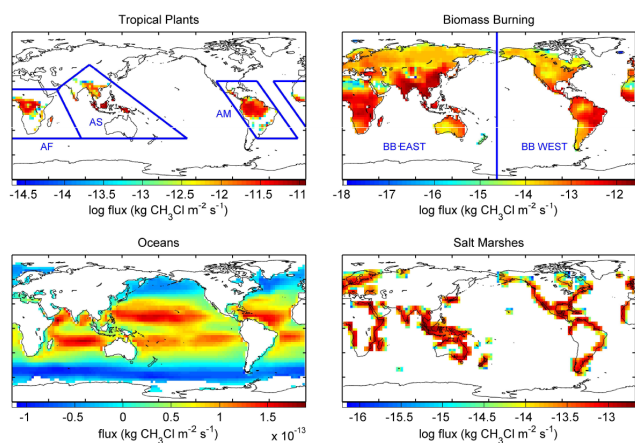 Tropical Plants
Biomass Burning
AF
AS
AM
BB EAST
BB WEST
-14.5 -14 -13.5 -13 -12.5 -12 -11.5 -11
log flux (kg CH₃Cl m⁻² s⁻¹)
-18 -17 -16 -15 -14 -13 -12
log flux (kg CH₃Cl m⁻² s⁻¹)
Oceans
Salt Marshes
-1 -0.5 0 0.5 1 1.5
flux (kg CH₃Cl m⁻² s⁻¹)
x 10⁻¹³
-16 -15.5 -15 -14.5 -14 -13.5 -13
log flux (kg CH₃Cl m⁻² s⁻¹)